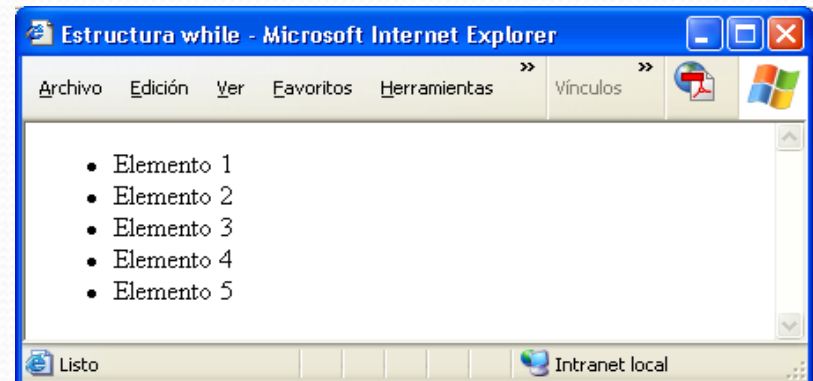 Estructura while - Microsoft Internet Explorer
Archivo Edición Ver Favoritos Herramientas » Vínculos »
• Elemento 1
• Elemento 2
• Elemento 3
• Elemento 4
• Elemento 5
Listo Intranet local